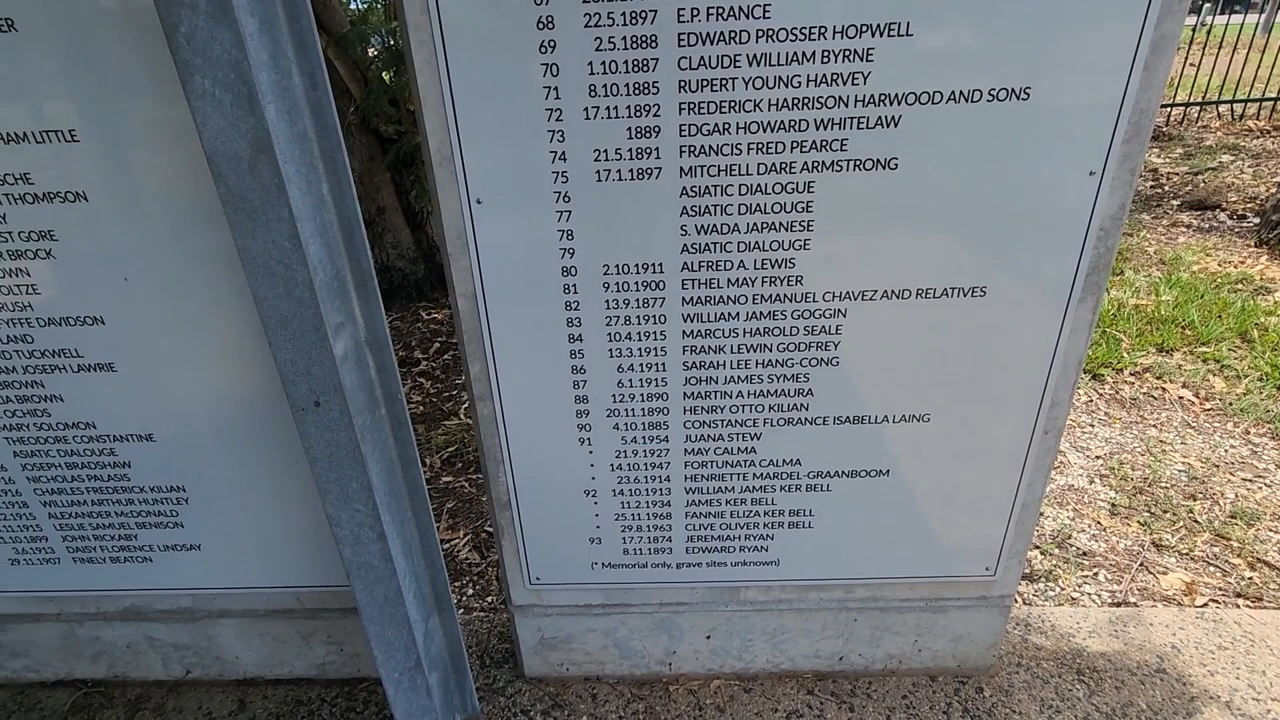 HAM LITTLE
THOMPSON
ST GORE
BROCK
FYFFE DAVIDSON
TUCKWELL
JOSEPH LAWRIE
BROWN
BROWN
OCHIDS
MARY SOLOMON
THEODORE CONSTANTINE
ASIATIC DIALOUGE
JOSEPH BRADSHAW
NICHOLAS PALASIS
CHARLES FREDERICK KILIAN
WILLIAM ARTHUR HUNTLEY
ALEXANDER McDONALD
LESLIE SAMUEL BENISON
JOHN RICKABY
3.6.1913 DAISY FLORENCE LINDSAY
29.11.1907 FINELY BEATON
68 22.5.1897 E.P. FRANCE
69 2.5.1888 EDWARD PROSSER HOPWELL
70 1.10.1887 CLAUDE WILLIAM BYRNE
71 8.10.1885 RUPERT YOUNG HARVEY
72 17.11.1892 FREDERICK HARRISON HARWOOD AND SONS
73 1889 EDGAR HOWARD WHITELAW
74 21.5.1891 FRANCIS FRED PEARCE
75 17.1.1897 MITCHELL DARE ARMSTRONG
76 ASIATIC DIALOGUE
77 ASIATIC DIALOUGE
78 S. WADA JAPANESE
79 ASIATIC DIALOUGE
80 2.10.1911 ALFRED A. LEWIS
81 9.10.1900 ETHEL MAY FRYER
82 13.9.1877 MARIANO EMANUEL CHAVEZ AND RELATIVES
83 27.8.1910 WILLIAM JAMES GOGGIN
84 10.4.1915 MARCUS HAROLD SEALE
85 13.3.1915 FRANK LEWIN GODFREY
86 6.4.1911 SARAH LEE HANG-CONG
87 6.1.1915 JOHN JAMES SYMES
88 12.9.1890 MARTIN A HAMAURA
89 20.11.1890 HENRY OTTO KILIAN
90 4.10.1885 CONSTANCE FLORANCE ISABELLA LAING
91 5.4.1954 JUANA STEW
* 21.9.1927 MAY CALMA
* 14.10.1947 FORTUNATA CALMA
* 23.6.1914 HENRIETTE MARDEL-GRAANBOOM
92 14.10.1913 WILLIAM JAMES KER BELL
* 11.2.1934 JAMES KER BELL
* 25.11.1968 FANNIE ELIZA KER BELL
* 29.8.1963 CLIVE OLIVER KER BELL
93 17.7.1874 JEREMIAH RYAN
8.11.1893 EDWARD RYAN
(* Memorial only, grave sites unknown)